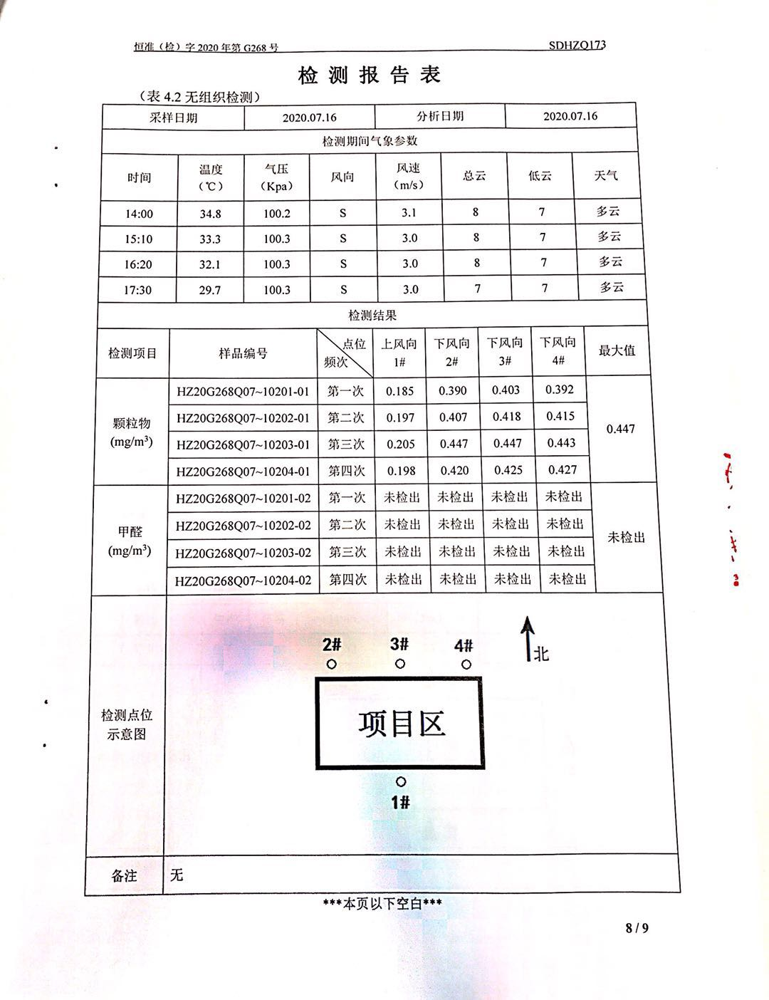 恒准（检）字 2020 年第 G268 号 SDHZQ173
检 测 报 告 表
（表 4.2 无组织检测）
采样日期 2020.07.16 分析日期 2020.07.16
检测期间气象参数
时间 温度（℃） 气压（Kpa） 风向 风速（m/s） 总云 低云 天气
14:00 34.8 100.2 S 3.1 8 7 多云
15:10 33.3 100.3 S 3.0 8 7 多云
16:20 32.1 100.3 S 3.0 8 7 多云
17:30 29.7 100.3 S 3.0 7 7 多云
检测结果
检测项目 样品编号 点位 频次 上风向 1# 下风向 2# 下风向 3# 下风向 4# 最大值
颗粒物 (mg/m³)
HZ20G268Q07~10201-01 第一次 0.185 0.390 0.403 0.392
HZ20G268Q07~10202-01 第二次 0.197 0.407 0.418 0.415
0.447
HZ20G268Q07~10203-01 第三次 0.205 0.447 0.447 0.443
HZ20G268Q07~10204-01 第四次 0.198 0.420 0.425 0.427
甲醛 (mg/m³)
HZ20G268Q07~10201-02 第一次 未检出 未检出 未检出 未检出
HZ20G268Q07~10202-02 第二次 未检出 未检出 未检出 未检出
未检出
HZ20G268Q07~10203-02 第三次 未检出 未检出 未检出 未检出
HZ20G268Q07~10204-02 第四次 未检出 未检出 未检出 未检出
检测点位
示意图
2# 3# 4# 北
项目区
1#
备注 无
***本页以下空白***
8 / 9